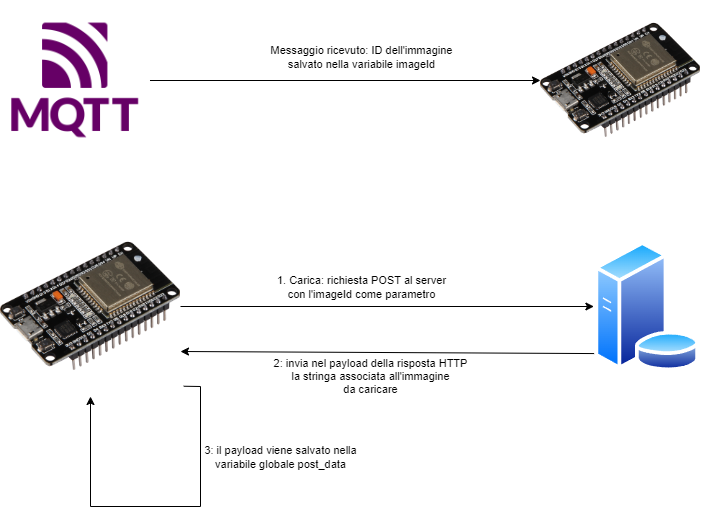 MQTT
Messaggio ricevuto: ID dell'immagine
salvato nella variabile imageId
1. Carica: richiesta POST al server
con l'imageId come parametro
2: invia nel payload della risposta HTTP
la stringa associata all'immagine
da caricare
3: il payload viene salvato nella
variabile globale post_data